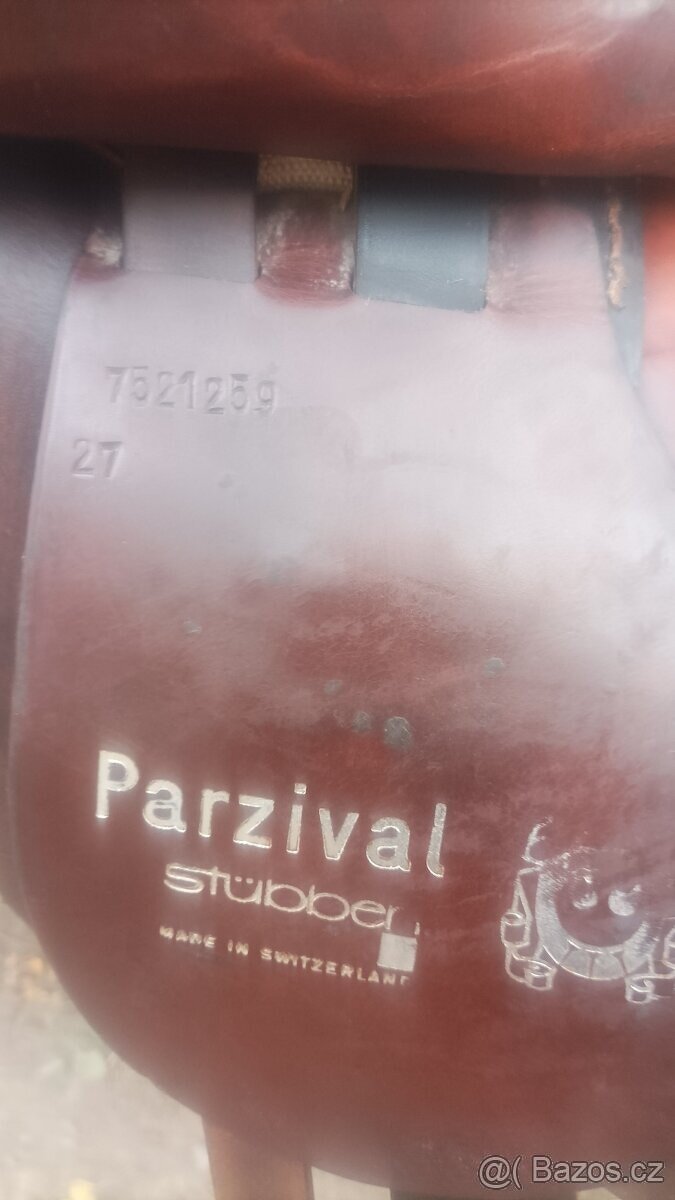 7521259
27
Parzival
stübben
MADE IN SWITZERLAND
@( Bazos.cz